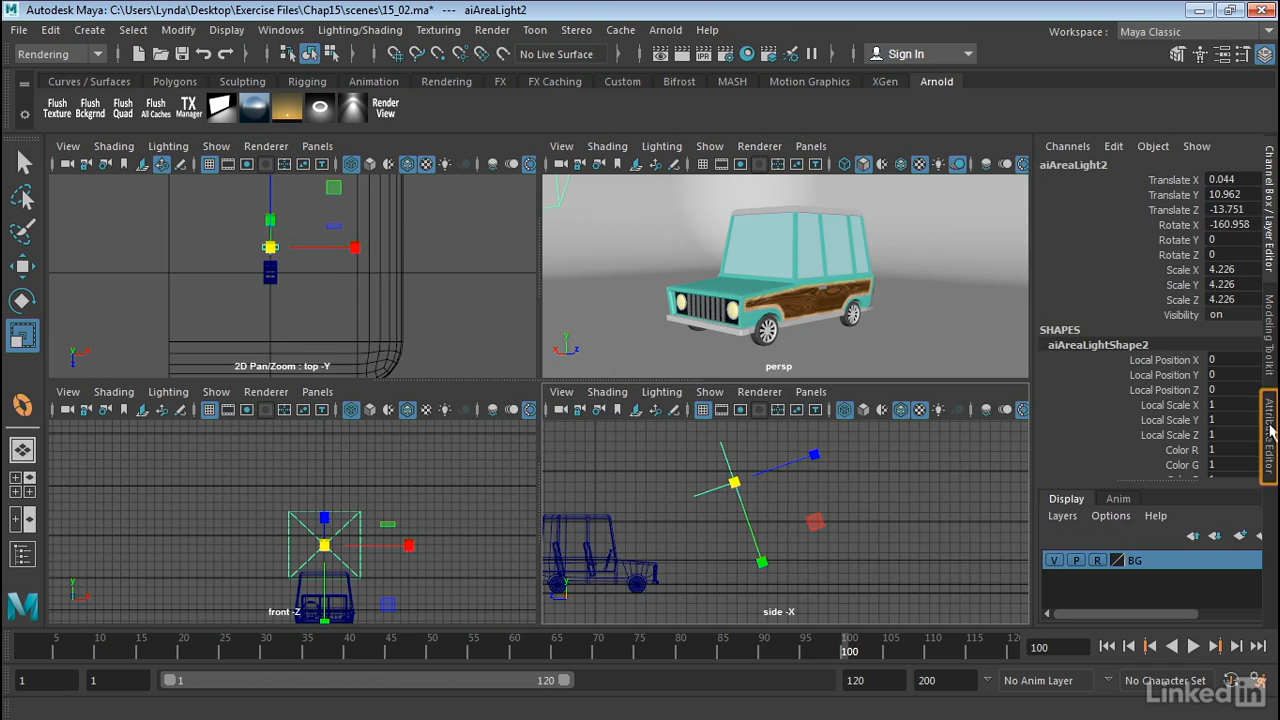 Autodesk Maya: C:\Users\Lynda\Desktop\Exercise Files\Chap15\scenes\15_02.ma* --- aiAreaLight2
File Edit Create Select Modify Display Windows Lighting/Shading Texturing Render Toon Stereo Cache Arnold Help Workspace : Maya Classic
Rendering No Live Surface Sign In
Curves / Surfaces Polygons Sculpting Rigging Animation Rendering FX FX Caching Custom Bifrost MASH Motion Graphics XGen Arnold
Flush Texture Flush Bckgrnd Flush Quad Flush All Caches TX Manager Render View
View Shading Lighting Show Renderer Panels
2D Pan/Zoom : top -Y
View Shading Lighting Show Renderer Panels
persp
View Shading Lighting Show Renderer Panels
front -Z
View Shading Lighting Show Renderer Panels
side -X
Channels Edit Object Show
aiAreaLight2
Translate X 0.044
Translate Y 10.962
Translate Z -13.751
Rotate X -160.958
Rotate Y 0
Rotate Z 0
Scale X 4.226
Scale Y 4.226
Scale Z 4.226
Visibility on
SHAPES
aiAreaLightShape2
Local Position X 0
Local Position Y 0
Local Position Z 0
Local Scale X 1
Local Scale Y 1
Local Scale Z 1
Color R 1
Color G 1
Channel Box / Layer Editor
Modeling Toolkit
Attribute Editor
Display Anim
Layers Options Help
V P R BG
5 10 15 20 25 30 35 40 45 50 55 60 65 70 75 80 85 90 95 100 105 110 115 12
100
100
1 1 1 120 120 200 No Anim Layer No Character Set
LinkedIn